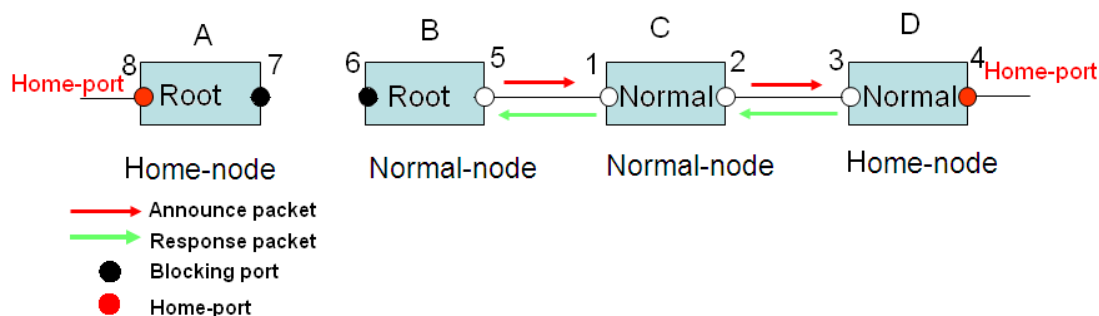 A B C D
8 7 6 5 1 2 3 4
Home-port Root Root Normal Normal Home-port
Home-node Normal-node Normal-node Home-node
Announce packet
Response packet
Blocking port
Home-port